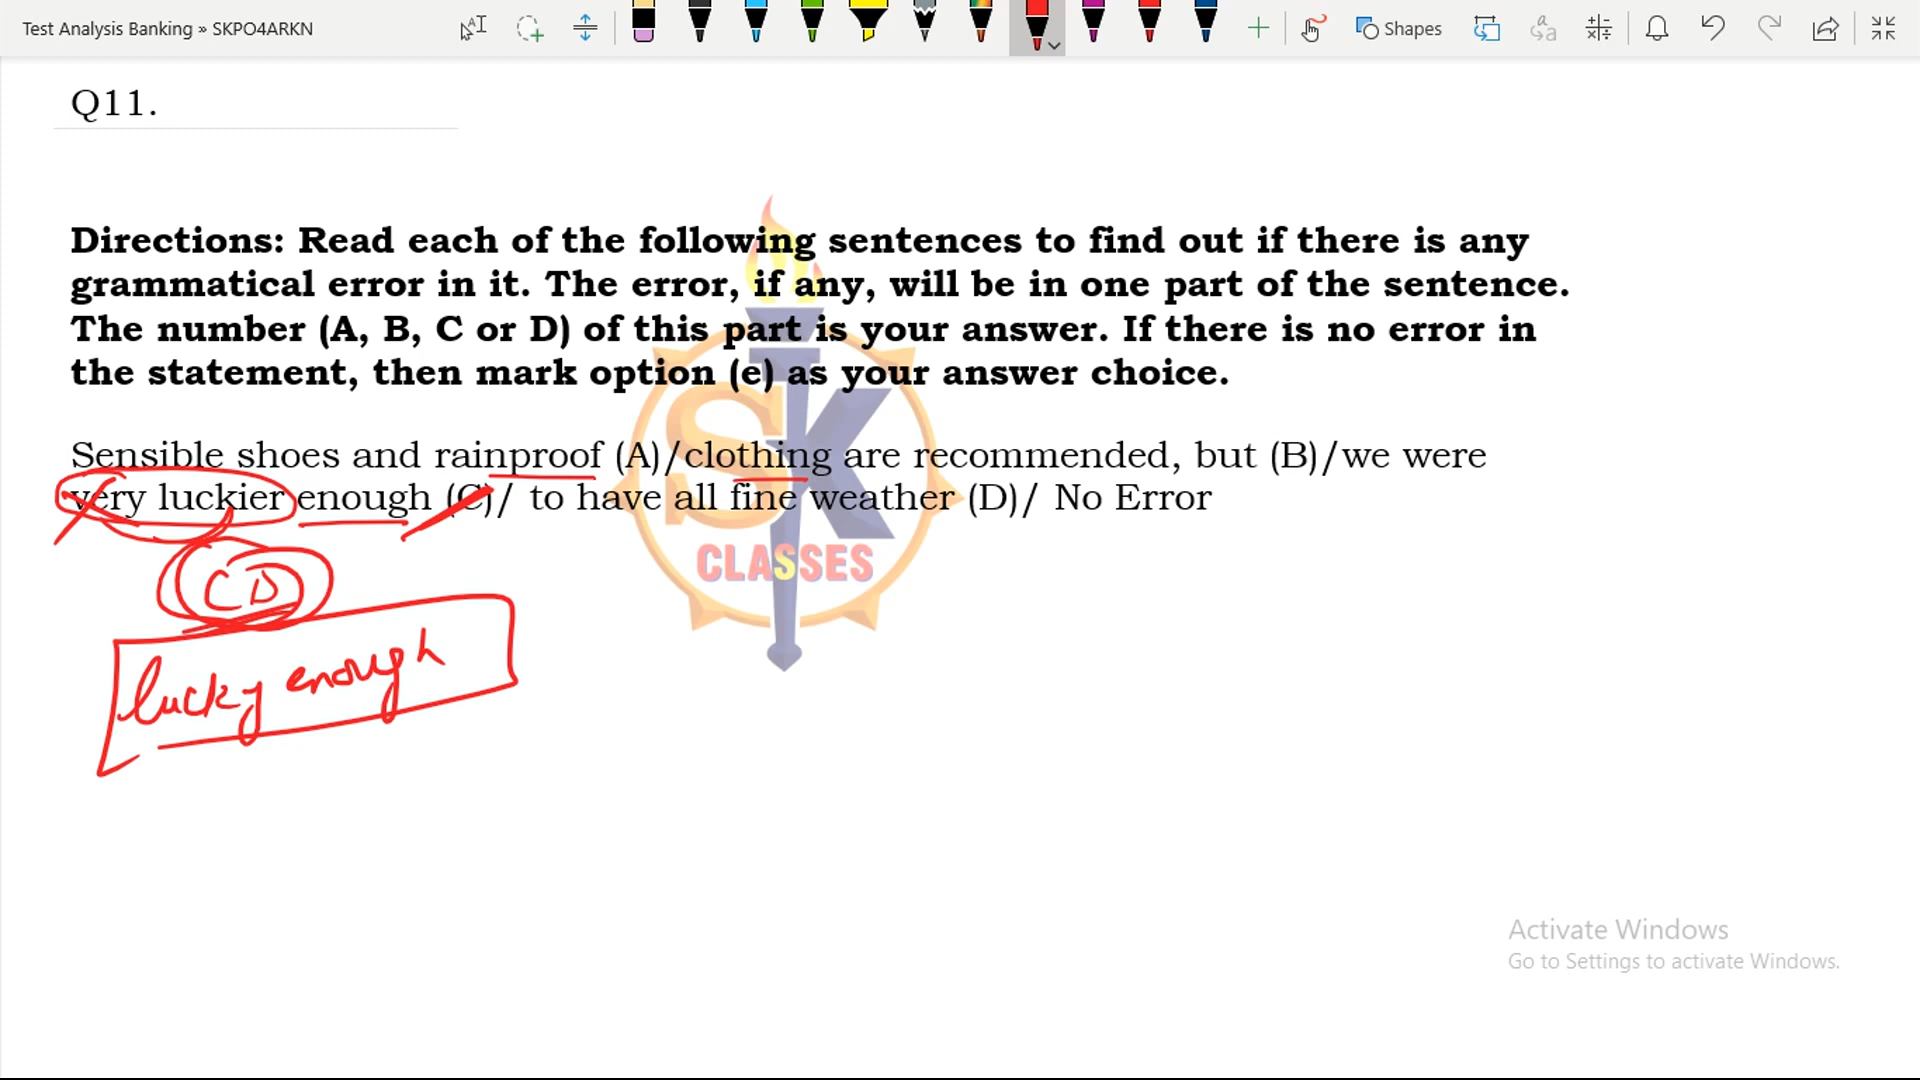 Test Analysis Banking » SKPO4ARKN
Shapes
Q11.
Directions: Read each of the following sentences to find out if there is any
grammatical error in it. The error, if any, will be in one part of the sentence.
The number (A, B, C or D) of this part is your answer. If there is no error in
the statement, then mark option (e) as your answer choice.
Sensible shoes and rainproof (A)/clothing are recommended, but (B)/we were
very luckier enough (C)/ to have all fine weather (D)/ No Error
CD
lucky enough
SK
CLASSES
Activate Windows
Go to Settings to activate Windows.